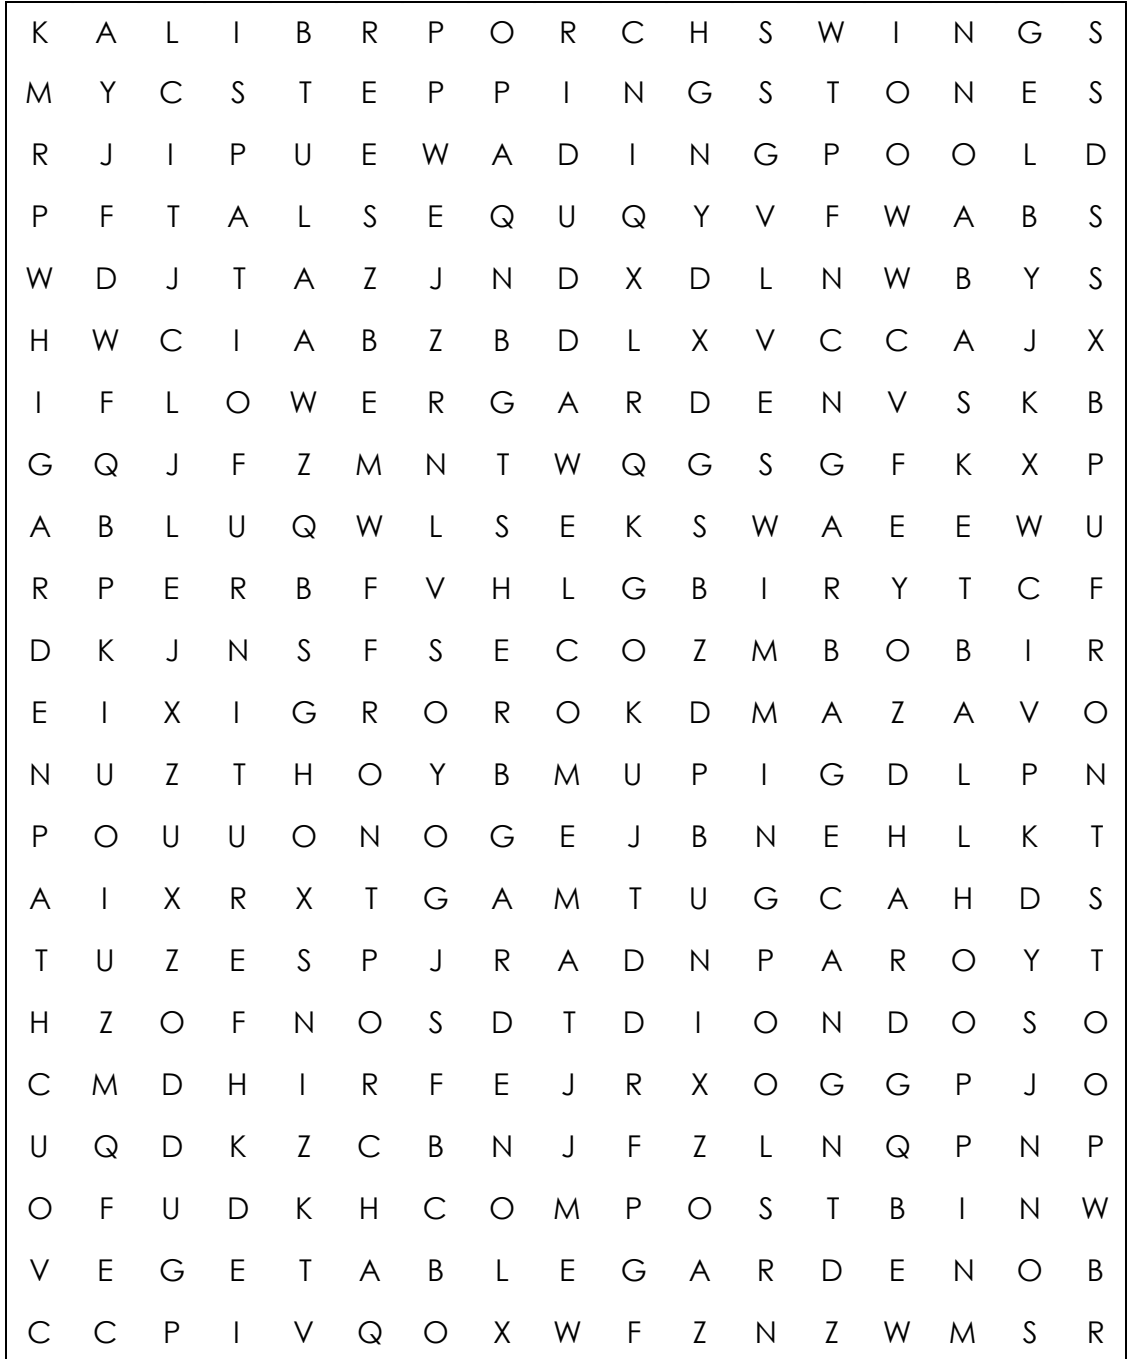 K A L I B R P O R C H S W I N G S
M Y C S T E P P I N G S T O N E S
R J I P U E W A D I N G P O O L D
P F T A L S E Q U Q Y V F W A B S
W D J T A Z J N D X D L N W B Y S
H W C I A B Z B D L X V C C A J X
I F L O W E R G A R D E N V S K B
G Q J F Z M N T W Q G S G F K X P
A B L U Q W L S E K S W A E E W U
R P E R B F V H L G B I R Y T C F
D K J N S F S E C O Z M B O B I R
E I X I G R O R O K D M A Z A V O
N U Z T H O Y B M U P I G D L P N
P O U U O N O G E J B N E H L K T
A I X R X T G A M T U G C A H D S
T U Z E S P J R A D N P A R O Y T
H Z O F N O S D T D I O N D O S O
C M D H I R F E J R X O G G P J O
U Q D K Z C B N J F Z L N Q P N P
O F U D K H C O M P O S T B I N W
V E G E T A B L E G A R D E N O B
C C P I V Q O X W F Z N Z W M S R